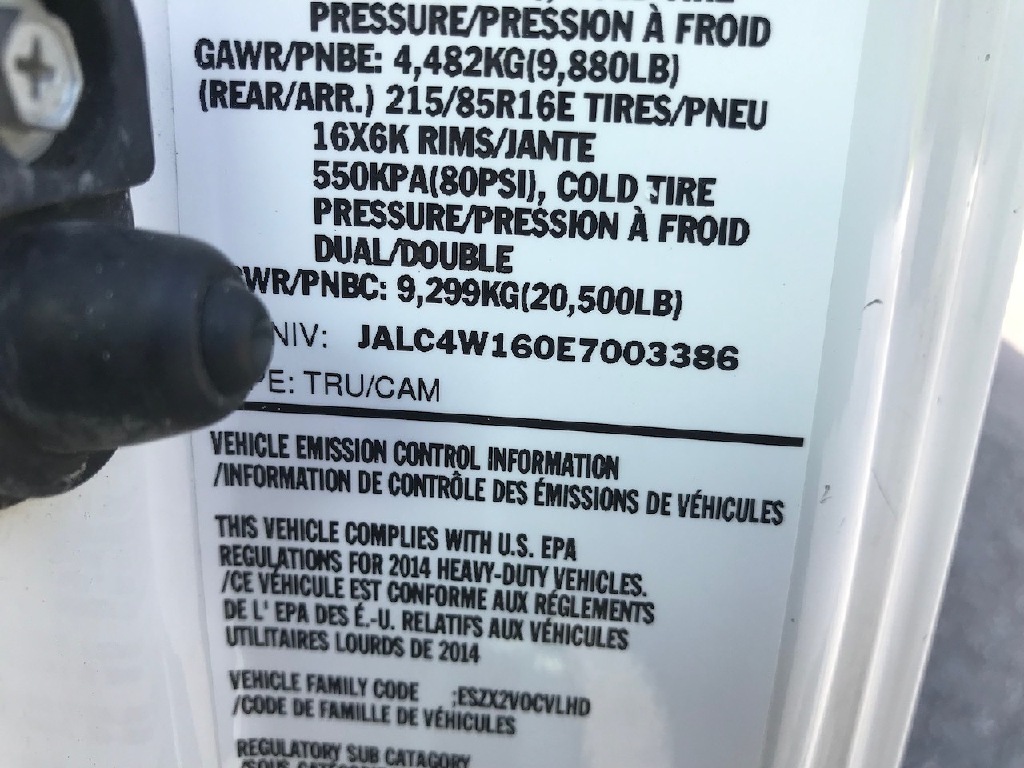 COLD TIRE
PRESSURE/PRESSION À FROID
GAWR/PNBE: 4,482KG(9,880LB)
(REAR/ARR.) 215/85R16E TIRES/PNEU
16X6K RIMS/JANTE
550KPA(80PSI), COLD TIRE
PRESSURE/PRESSION À FROID
DUAL/DOUBLE
WR/PNBC: 9,299KG(20,500LB)
NIV: JALC4W160E7003386
E: TRU/CAM
VEHICLE EMISSION CONTROL INFORMATION
/INFORMATION DE CONTRÔLE DES ÉMISSIONS DE VÉHICULES
THIS VEHICLE COMPLIES WITH U.S. EPA
REGULATIONS FOR 2014 HEAVY-DUTY VEHICLES.
/CE VÉHICULE EST CONFORME AUX RÉGLEMENTS
DE L' EPA DES É.-U. RELATIFS AUX VÉHICULES
UTILITAIRES LOURDS DE 2014
VEHICLE FAMILY CODE :ESZX2VOCVLHD
/CODE DE FAMILLE DE VÉHICULES
REGULATORY SUB CATAGORY